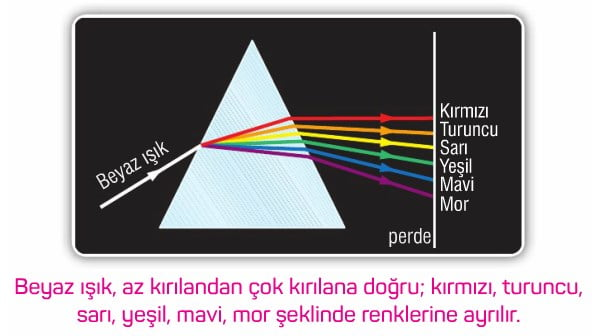 Beyaz ışık
Kırmızı
Turuncu
Sarı
Yeşil
Mavi
Mor
perde
Beyaz ışık, az kırılandan çok kırılana doğru; kırmızı, turuncu,
sarı, yeşil, mavi, mor şeklinde renklerine ayrılır.